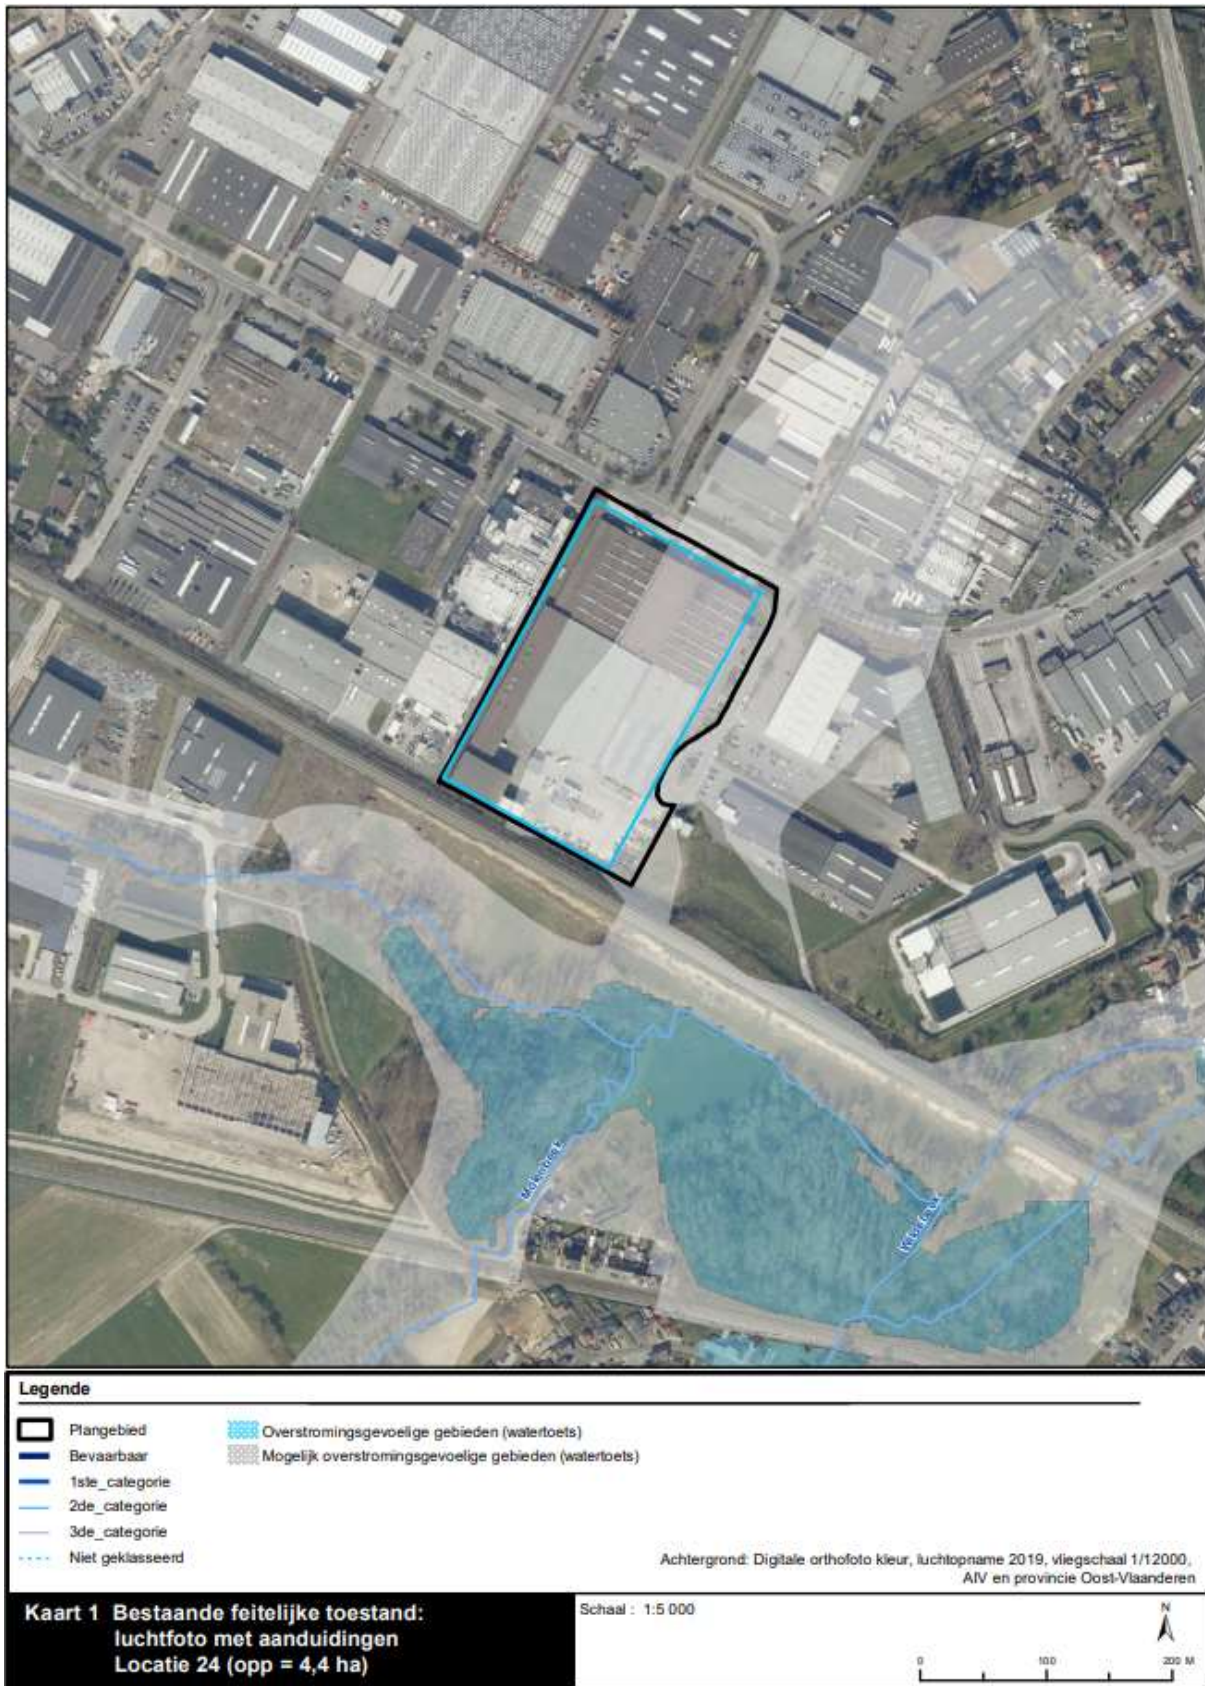 Molenbeek
Legende
Plangebied
Bevaarbaar
1ste_categorie
2de_categorie
3de_categorie
Niet geklasseerd
Overstromingsgevoelige gebieden (watertoets)
Mogelijk overstromingsgevoelige gebieden (watertoets)
Achtergrond: Digitale orthofoto kleur, luchtopname 2019, vliegschaal 1/12000,
AIV en provincie Oost-Vlaanderen
Kaart 1 Bestaande feitelijke toestand:
luchtfoto met aanduidingen
Locatie 24 (opp = 4,4 ha)
Schaal : 1:5 000
N
0 100 200 M